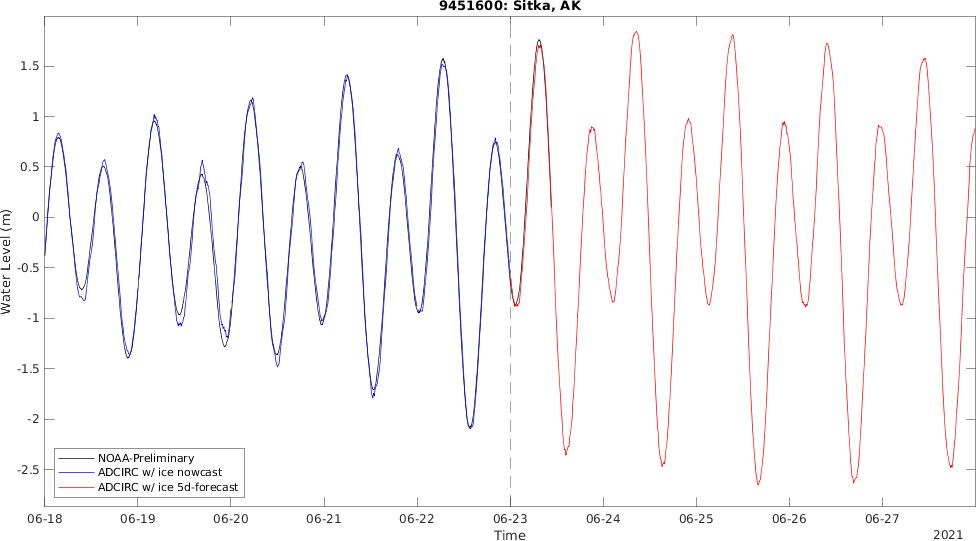 9451600: Sitka, AK
Water Level (m)
1.5
1
0.5
0
-0.5
-1
-1.5
-2
-2.5
NOAA-Preliminary
ADCIRC w/ ice nowcast
ADCIRC w/ ice 5d-forecast
06-18 06-19 06-20 06-21 06-22 06-23 06-24 06-25 06-26 06-27
Time
2021